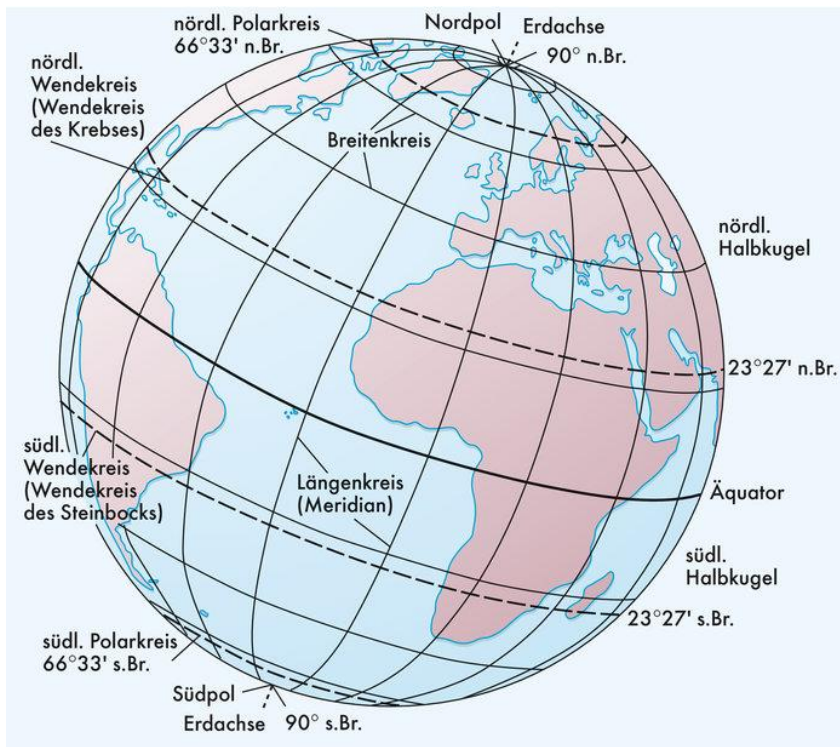 nördl. Polarkreis
66°33' n.Br.
Nordpol
Erdachse
90° n.Br.
nördl.
Wendekreis
(Wendekreis
des Krebses)
Breitenkreis
nördl.
Halbkugel
23°27' n.Br.
südl.
Wendekreis
(Wendekreis
des Steinbocks)
Längenkreis
(Meridian)
Äquator
südl.
Halbkugel
23°27' s.Br.
südl. Polarkreis
66°33' s.Br.
Südpol
Erdachse
90° s.Br.